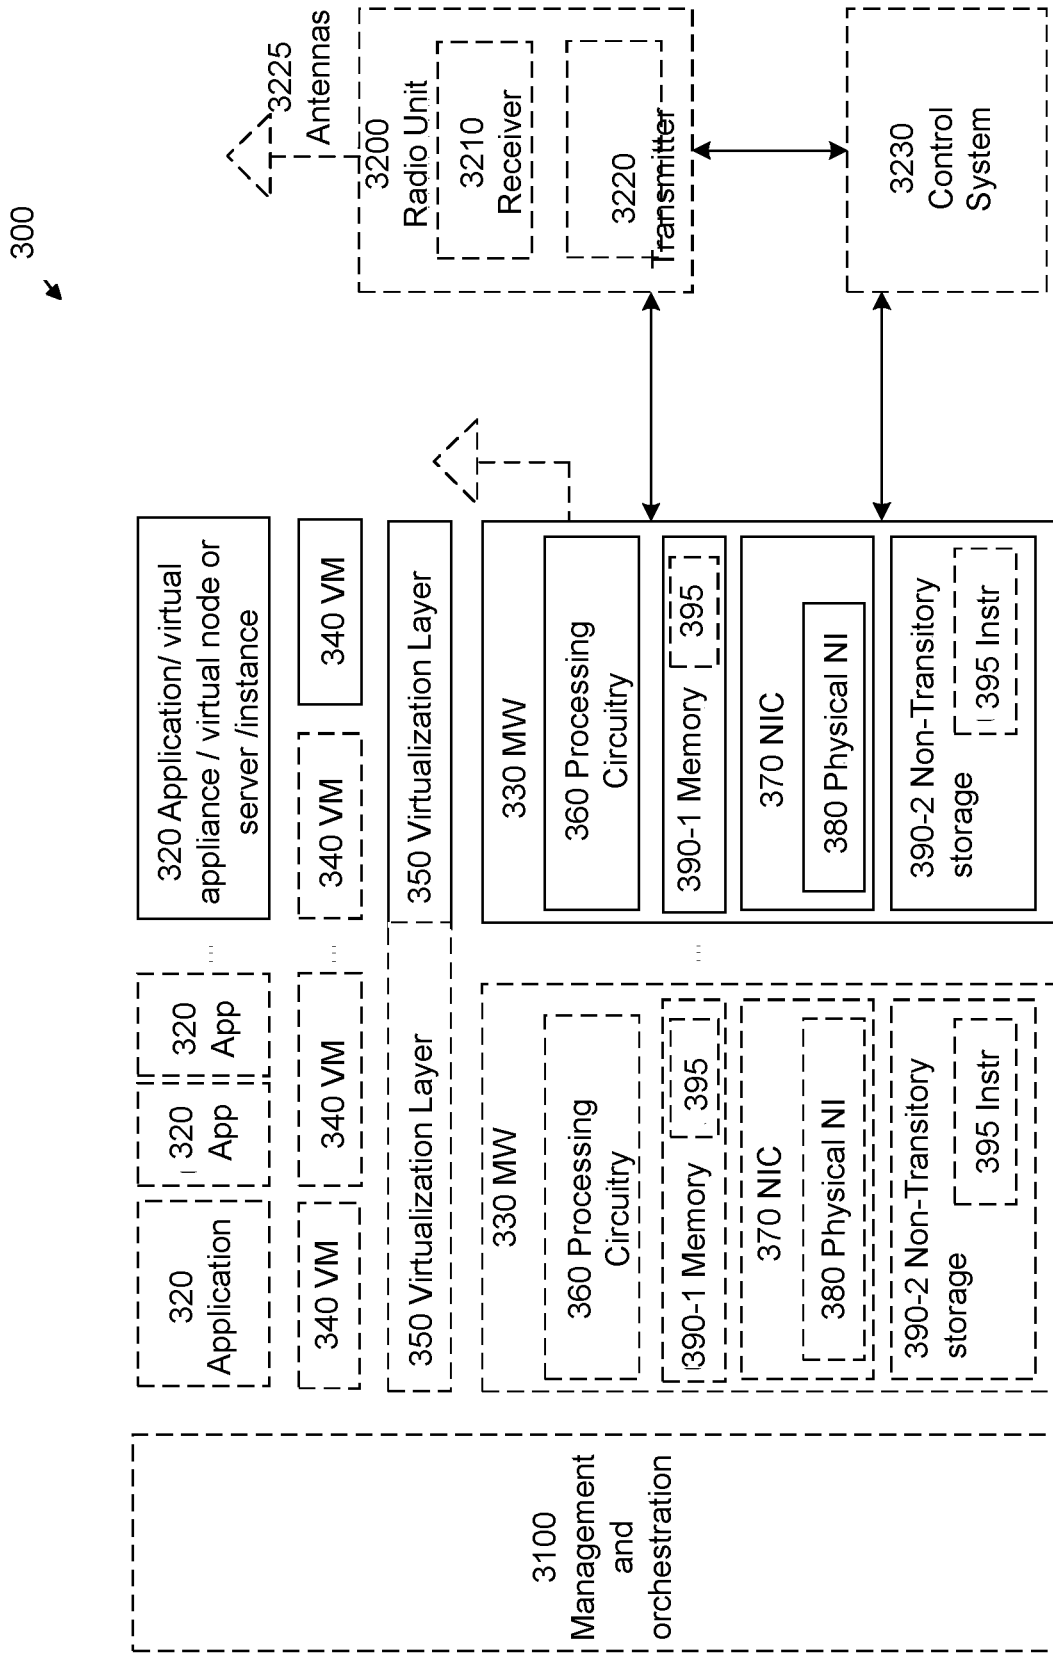 300
3225
Antennas
3200
Radio Unit
3210
Receiver
3220
Transmitter
3230
Control
System
320 Application/ virtual
appliance / virtual node or
server /instance
320
App
320
App
320
Application
...
340 VM
340 VM
...
340 VM
340 VM
350 Virtualization Layer
350 Virtualization Layer
330 MW
360 Processing
Circuitry
390-1 Memory
395
370 NIC
380 Physical NI
390-2 Non-Transitory
storage
395 Instr
...
330 MW
360 Processing
Circuitry
390-1 Memory
395
370 NIC
380 Physical NI
390-2 Non-Transitory
storage
395 Instr
3100
Management
and
orchestration